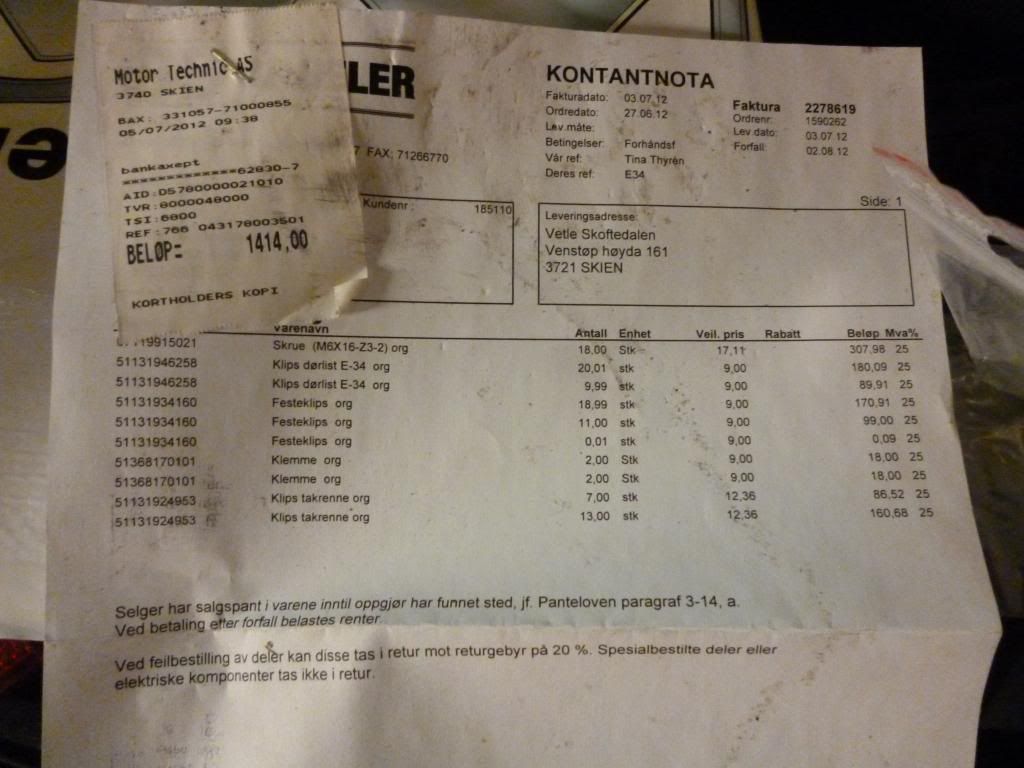 Motor Technic AS
3740 SKIEN
BAX: 331057-71000855
05/07/2012 09:38
bankaxept
*************62830-7
AID:D5780000021010
TVR:8000048000
TSI:6800
REF:766 043178003501
BELØP= 1414,00
KORTHOLDERS KOPI
LER
7 FAX: 71266770
KONTANTNOTA
Fakturadato: 03.07.12
Ordredato: 27.06.12
Lev.måte:
Betingelser: Forhåndsf
Vår ref: Tina Thyrén
Deres ref: E34
Faktura 2278619
Ordrenr: 1590262
Lev.dato: 03.07.12
Forfall: 02.08.12
Side: 1
Kundenr: 185110
Leveringsadresse:
Vetle Skoftedalen
Venstøp høyda 161
3721 SKIEN
Varenavn Antall Enhet Veil. pris Rabatt Beløp Mva%
19915021 Skrue (M6X16-Z3-2) org 18,00 Stk 17,11 307,98 25
51131946258 Klips dørlist E-34 org 20,01 stk 9,00 180,09 25
51131946258 Klips dørlist E-34 org 9,99 stk 9,00 89,91 25
51131934160 Festeklips org 18,99 stk 9,00 170,91 25
51131934160 Festeklips org 11,00 stk 9,00 99,00 25
51131934160 Festeklips org 0,01 stk 9,00 0,09 25
51368170101 Klemme org 2,00 Stk 9,00 18,00 25
51368170101 Klemme org 2,00 Stk 9,00 18,00 25
51131924953 Klips takrenne org 7,00 stk 12,36 86,52 25
51131924953 Klips takrenne org 13,00 stk 12,36 160,68 25
Selger har salgspant i varene inntil oppgjør har funnet sted, jf. Panteloven paragraf 3-14, a.
Ved betaling etter forfall belastes renter.
Ved feilbestilling av deler kan disse tas i retur mot returgebyr på 20 %. Spesialbestilte deler eller
elektriske komponenter tas ikke i retur.